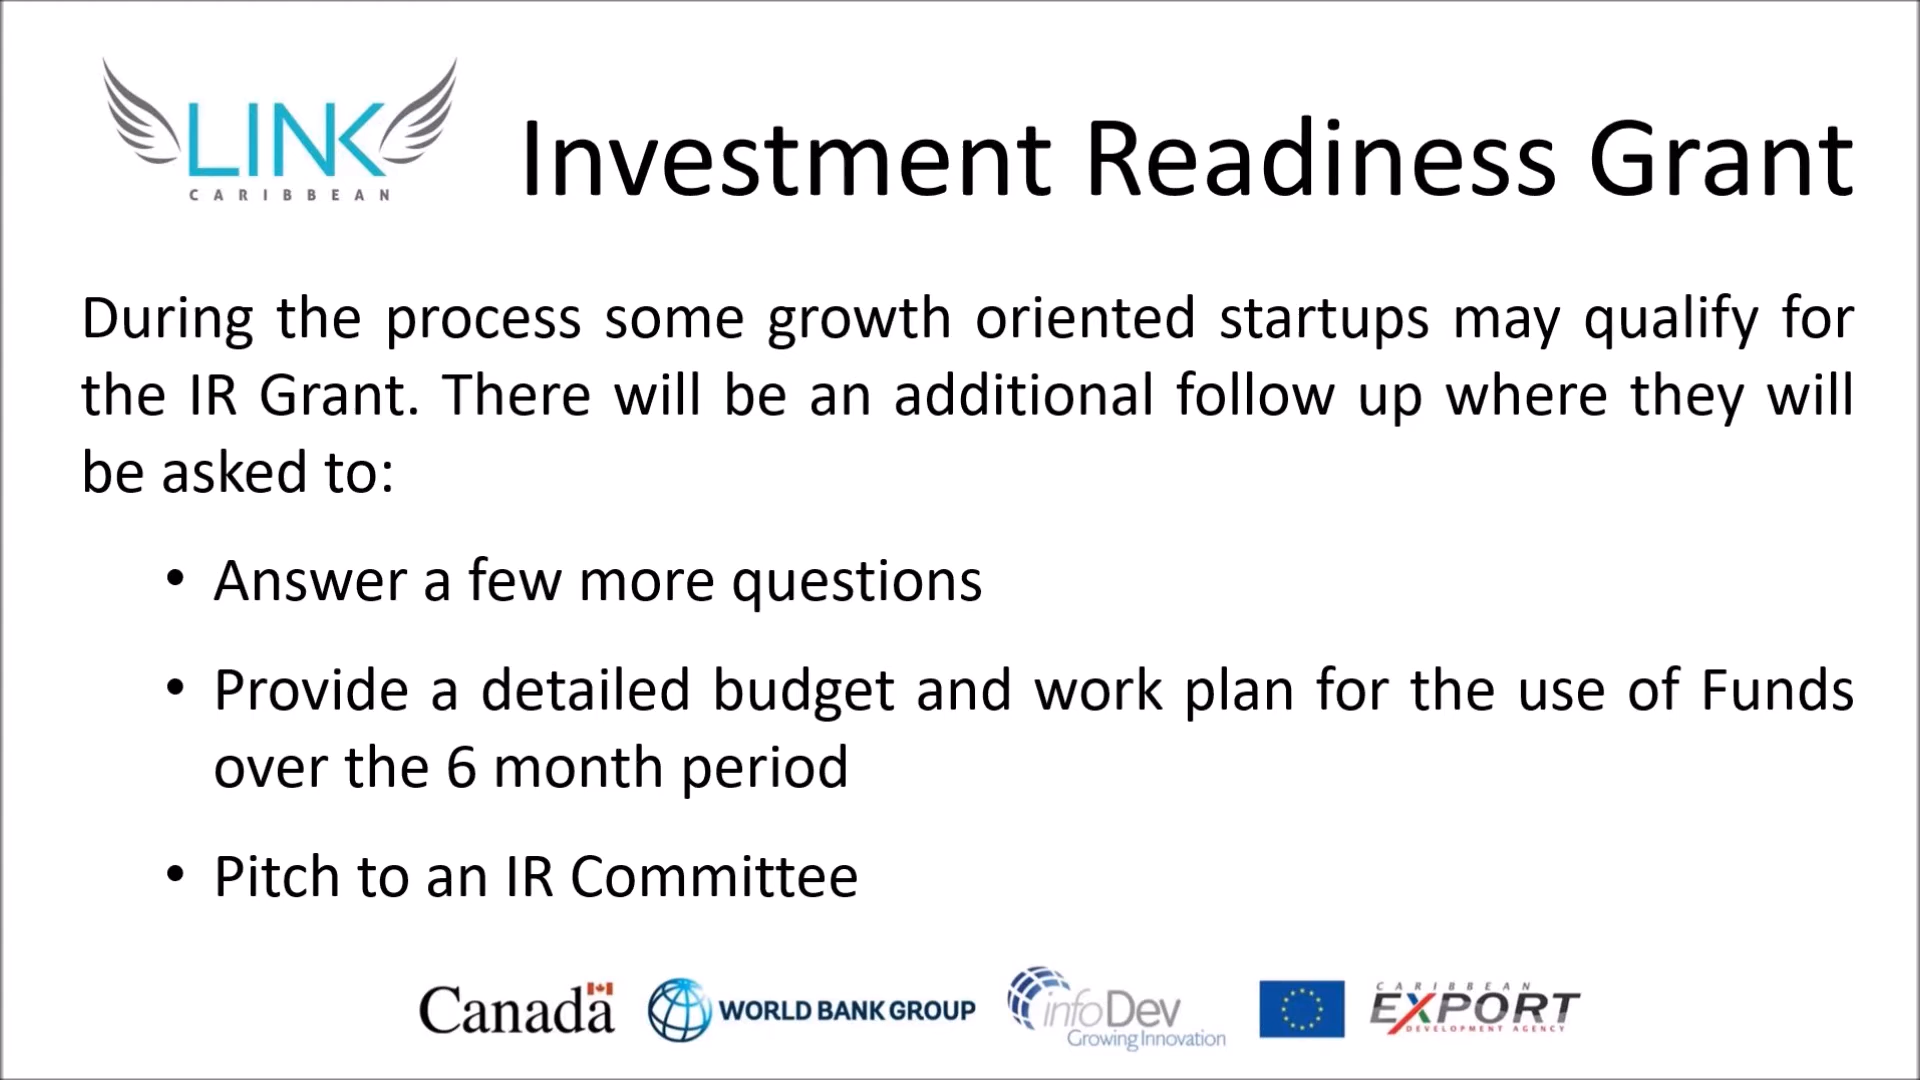 LINK
CARIBBEAN
Investment Readiness Grant
During the process some growth oriented startups may qualify for
the IR Grant. There will be an additional follow up where they will
be asked to:
• Answer a few more questions
• Provide a detailed budget and work plan for the use of Funds
over the 6 month period
• Pitch to an IR Committee
Canada
WORLD BANK GROUP
infoDev
Growing Innovation
CARIBBEAN
EXPORT
DEVELOPMENT AGENCY